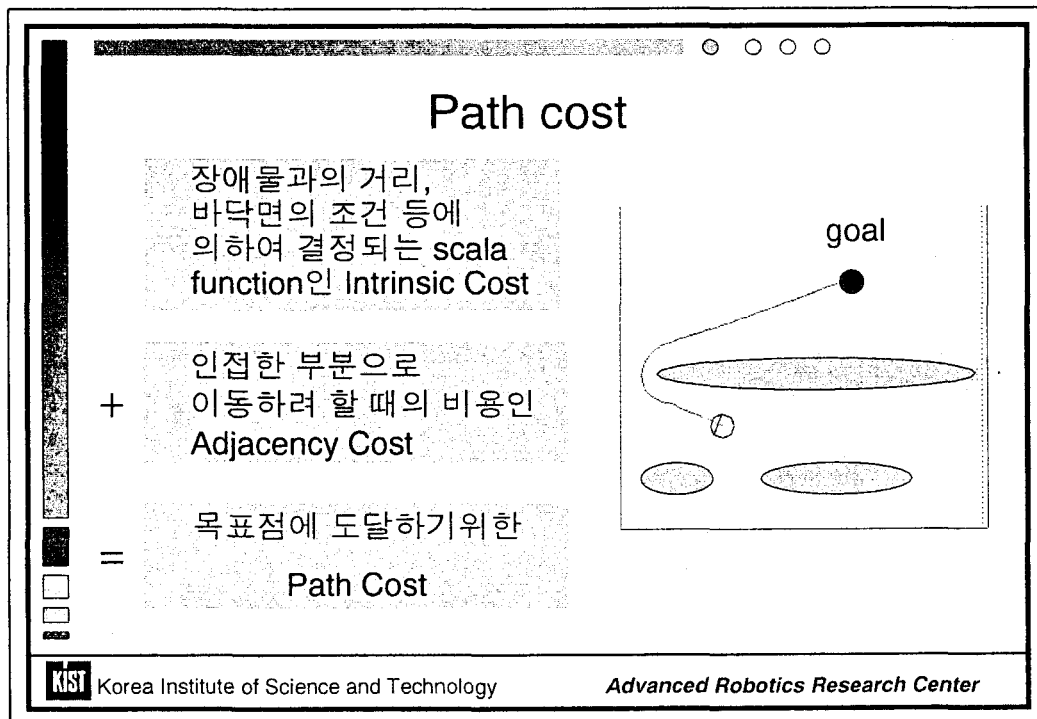 Path cost
장애물과의 거리,
바닥면의 조건 등에
의하여 결정되는 scala
function인 Intrinsic Cost
goal
+
인접한 부분으로
이동하려 할 때의 비용인
Adjacency Cost
=
목표점에 도달하기위한
Path Cost
KIST Korea Institute of Science and Technology
Advanced Robotics Research Center